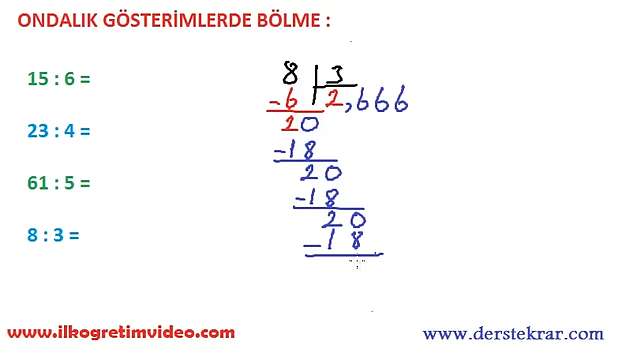 ONDALIK GÖSTERİMLERDE BÖLME :
15 : 6 =
23 : 4 =
61 : 5 =
8 : 3 =
8 3
-6 2,666
20
-18
20
-18
20
-18
www.ilkogretimvideo.com
www.derstekrar.com